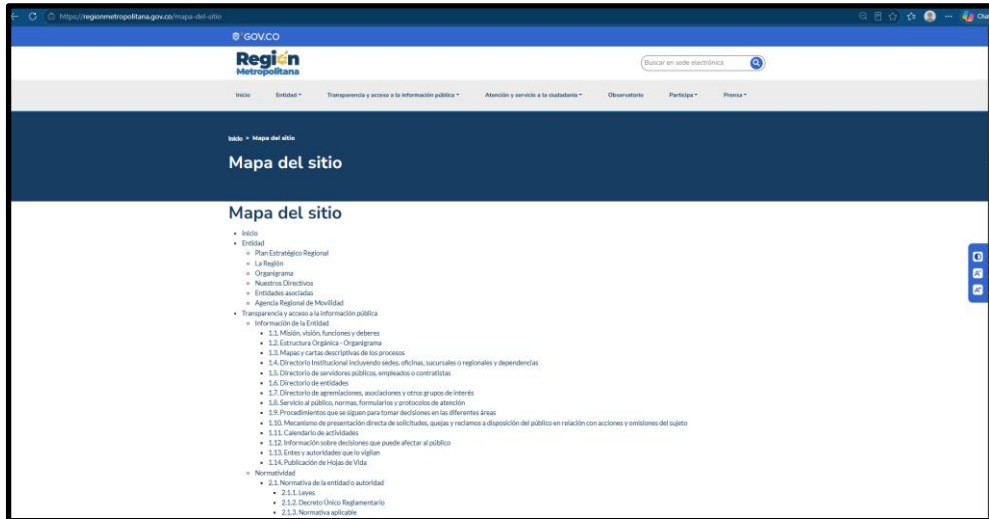 https://regionmetropolitana.gov.co/mapa-del-sitio
GOV.CO
Región
Metropolitana
Buscar en sede electrónica
Inicio Entidad Transparencia y acceso a la información pública Atención y servicio a la ciudadanía Observatorio Participa Prensa
Inicio > Mapa del sitio
Mapa del sitio
Mapa del sitio
• Inicio
• Entidad
Plan Estratégico Regional
La Región
Organigrama
Nuestros Directivos
Entidades asociadas
Agencia Regional de Movilidad
• Transparencia y acceso a la información pública
Información de la Entidad
1.1. Misión, visión, funciones y deberes
1.2. Estructura Orgánica - Organigrama
1.3. Mapas y cartas descriptivas de los procesos
1.4. Directorio Institucional incluyendo sedes, oficinas, sucursales o regionales y dependencias
1.5. Directorio de servidores públicos, empleados o contratistas
1.6. Directorio de entidades
1.7. Directorio de agremiaciones, asociaciones y otros grupos de interés
1.8. Servicio al público, normas, formularios y protocolos de atención
1.9. Procedimientos que se siguen para tomar decisiones en las diferentes áreas
1.10. Mecanismo de presentación directa de solicitudes, quejas y reclamos a disposición del público en relación con acciones y omisiones del sujeto
1.11. Calendario de actividades
1.12. Información sobre decisiones que puede afectar al público
1.13. Entes y autoridades que lo vigilan
1.14. Publicación de Hojas de Vida
Normatividad
2.1. Normativa de la entidad o autoridad
2.1.1. Leyes
2.1.2. Decreto Único Reglamentario
2.1.3. Normativa aplicable